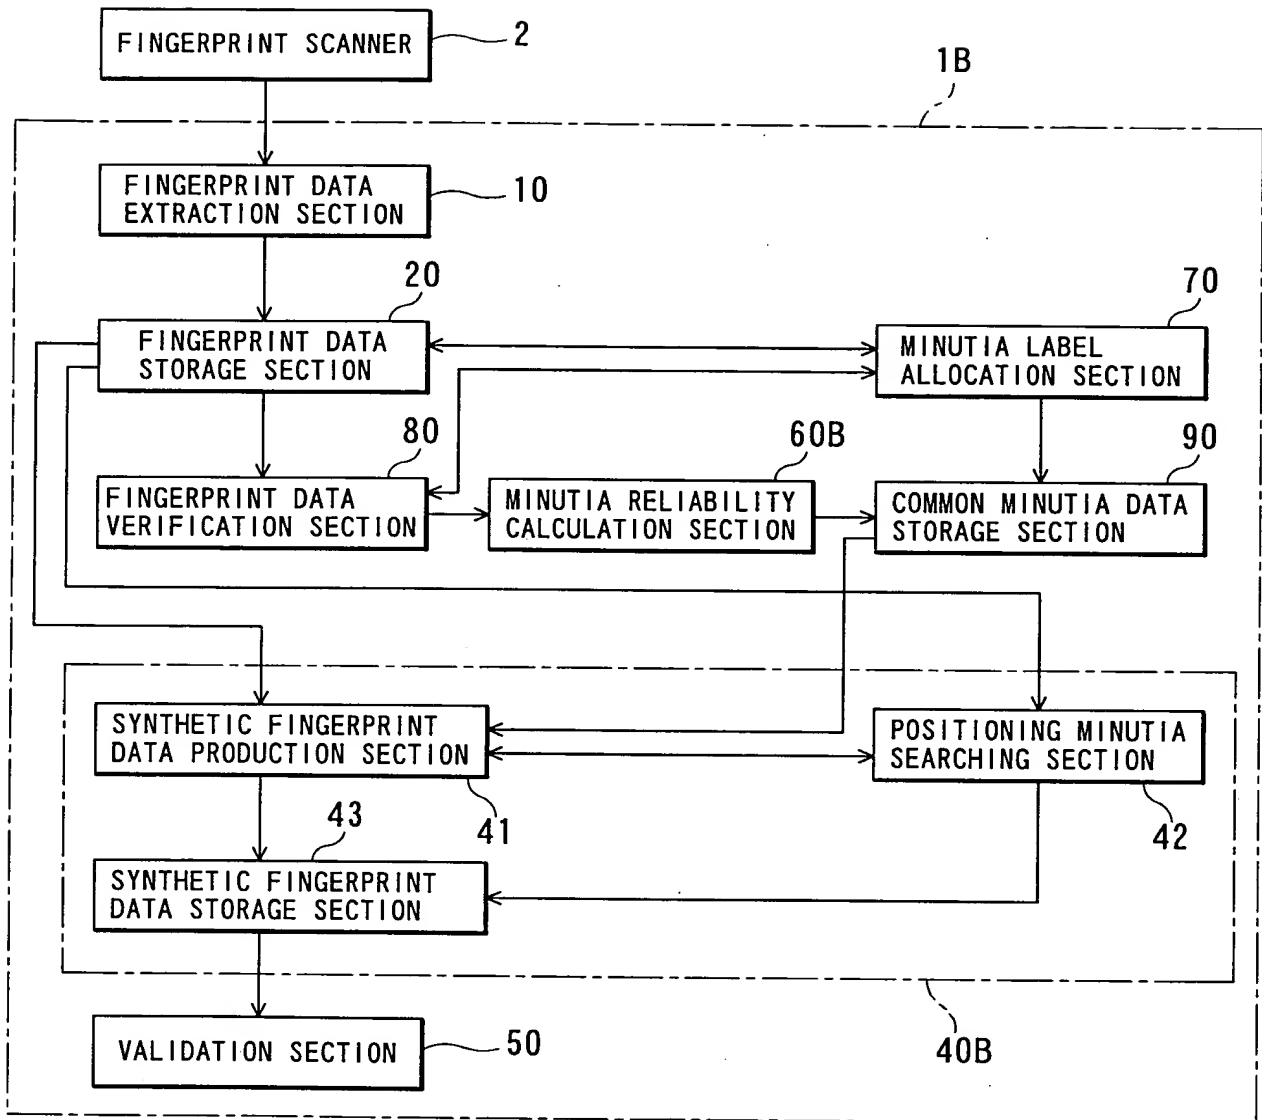 FINGERPRINT SCANNER
2
1B
FINGERPRINT DATA
EXTRACTION SECTION
10
20
70
FINGERPRINT DATA
STORAGE SECTION
MINUTIA LABEL
ALLOCATION SECTION
80
60B
90
FINGERPRINT DATA
VERIFICATION SECTION
MINUTIA RELIABILITY
CALCULATION SECTION
COMMON MINUTIA DATA
STORAGE SECTION
SYNTHETIC FINGERPRINT
DATA PRODUCTION SECTION
POSITIONING MINUTIA
SEARCHING SECTION
43
41
42
SYNTHETIC FINGERPRINT
DATA STORAGE SECTION
VALIDATION SECTION
50
40B